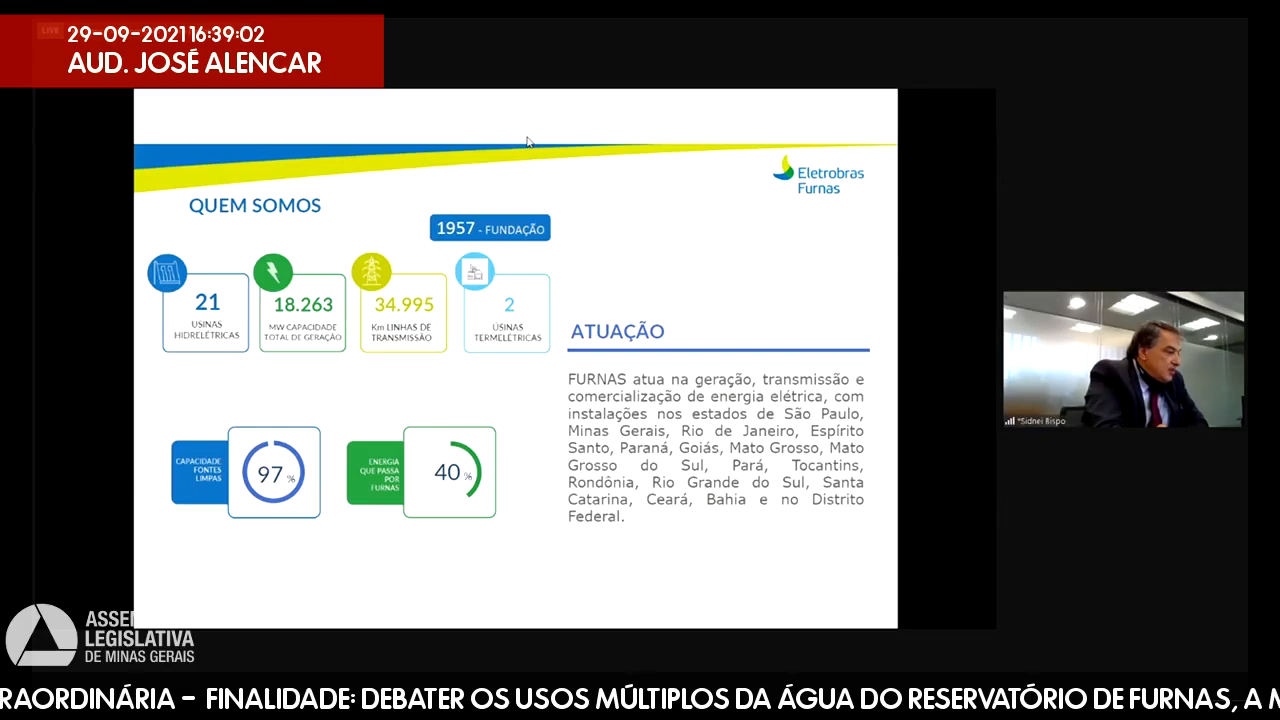 LIVE
29-09-2021 16:39:02
AUD. JOSÉ ALENCAR
Eletrobras
Furnas
QUEM SOMOS
1957 - FUNDAÇÃO
21
USINAS
HIDRELÉTRICAS
18.263
MW CAPACIDADE
TOTAL DE GERAÇÃO
34.995
Km LINHAS DE
TRANSMISSÃO
2
USINAS
TERMELÉTRICAS
ATUAÇÃO
FURNAS atua na geração, transmissão e
comercialização de energia elétrica, com
instalações nos estados de São Paulo,
Minas Gerais, Rio de Janeiro, Espírito
Santo, Paraná, Goiás, Mato Grosso, Mato
Grosso do Sul, Pará, Tocantins,
Rondônia, Rio Grande do Sul, Santa
Catarina, Ceará, Bahia e no Distrito
Federal.
CAPACIDADE
FONTES
LIMPAS
97 %
ENERGIA
QUE PASSA
POR
FURNAS
40 %
*Sidnei Bispo
ASSE
LEGISLATIVA
DE MINAS GERAIS
RAORDINÁRIA - FINALIDADE: DEBATER OS USOS MÚLTIPLOS DA ÁGUA DO RESERVATÓRIO DE FURNAS, A M